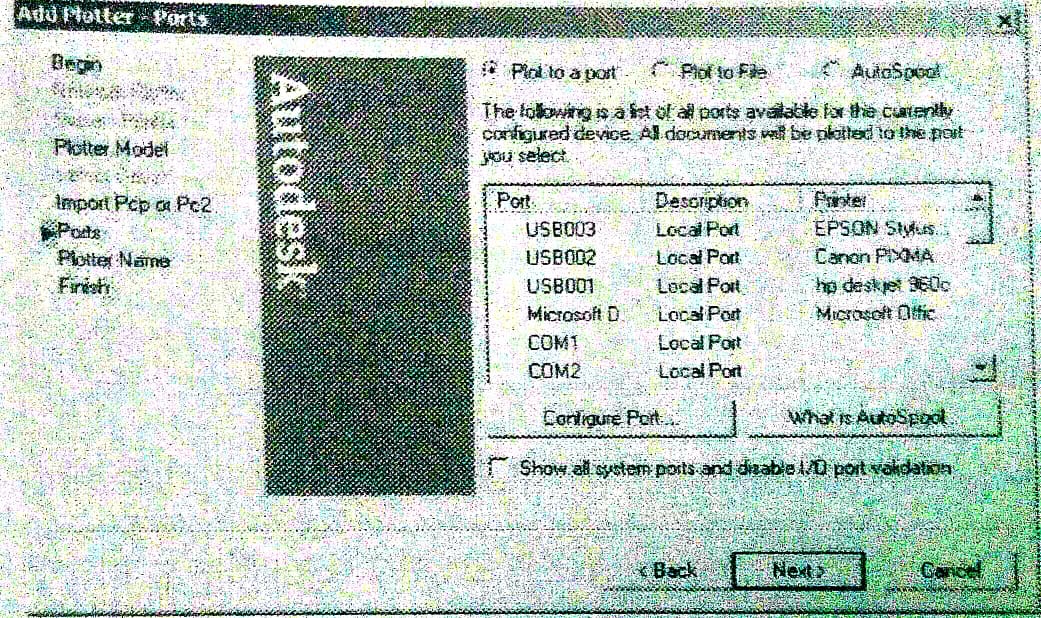 Add Plotter - Ports
Begin
Plotter Model
Import Pcp or Pc2
Ports
Plotter Name
Finish
Autodesk
Plot to a port
Plot to File
AutoSpool
The following is a list of all ports available for the currently
configured device. All documents will be plotted to the port
you select.
Port Description Printer
USB003 Local Port EPSON Stylus...
USB002 Local Port Canon PIXMA
USB001 Local Port hp deskjet 960c
Microsoft D... Local Port Microsoft Offic...
COM1 Local Port
COM2 Local Port
Configure Port...
What is AutoSpool
Show all system ports and disable I/O port validation
< Back
Next >
Cancel